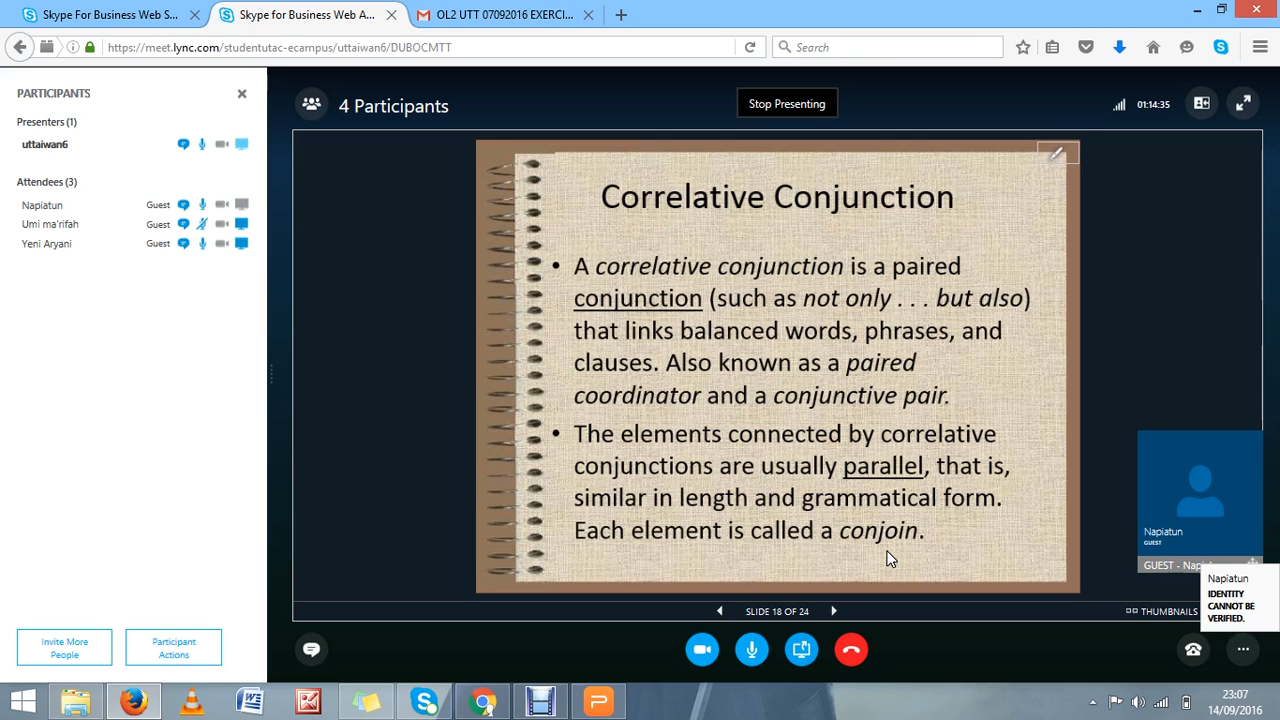 Skype For Business Web S...
Skype for Business Web A...
OL2 UTT 07092016 EXERCI...
https://meet.lync.com/studentutac-ecampus/uttaiwan6/DUBOCMTT
Search
PARTICIPANTS
Presenters (1)
uttaiwan6
Attendees (3)
Napiatun Guest
Umi ma'rifah Guest
Yeni Aryani Guest
Invite More People
Participant Actions
4 Participants
Stop Presenting
01:14:35
Correlative Conjunction
• A correlative conjunction is a paired
conjunction (such as not only . . . but also)
that links balanced words, phrases, and
clauses. Also known as a paired
coordinator and a conjunctive pair.
• The elements connected by correlative
conjunctions are usually parallel, that is,
similar in length and grammatical form.
Each element is called a conjoin.
Napiatun
GUEST
GUEST - Napi
Napiatun
IDENTITY
CANNOT BE
VERIFIED.
SLIDE 18 OF 24
THUMBNAILS
23:07
14/09/2016